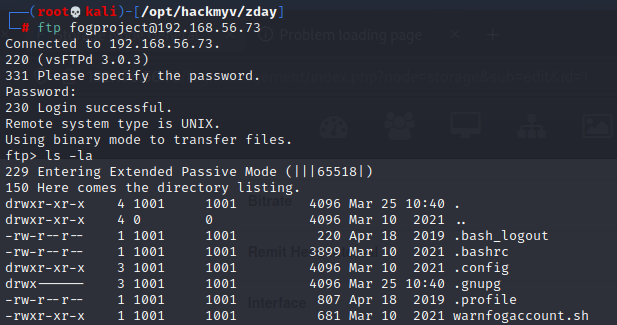 ┌──(root💀kali)-[/opt/hackmyv/zday]
└─# ftp fogproject@192.168.56.73
Connected to 192.168.56.73.
220 (vsFTPd 3.0.3)
331 Please specify the password.
Password:
230 Login successful.
Remote system type is UNIX.
Using binary mode to transfer files.
ftp> ls -la
229 Entering Extended Passive Mode (|||65518|)
150 Here comes the directory listing.
drwxr-xr-x    4 1001     1001         4096 Mar 25 10:40 .
drwxr-xr-x    4 0        0            4096 Mar 10  2021 ..
-rw-r--r--    1 1001     1001          220 Apr 18  2019 .bash_logout
-rw-r--r--    1 1001     1001         3899 Mar 10  2021 .bashrc
drwxr-xr-x    3 1001     1001         4096 Mar 10  2021 .config
drwx------    3 1001     1001         4096 Mar 25 10:40 .gnupg
-rw-r--r--    1 1001     1001          807 Apr 18  2019 .profile
-rwxr-xr-x    1 1001     1001          681 Mar 10  2021 warnfogaccount.sh
Problem loading page
Bitrate
Interface